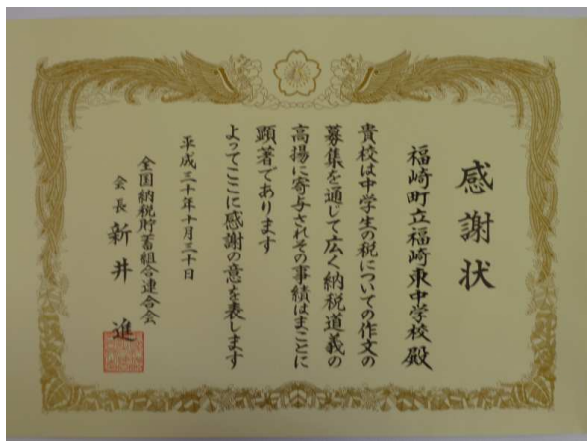 感謝状
福崎町立福崎東中学校殿
貴校は中学生の税についての作文の
募集を通じて広く納税道義の
高揚に寄与されその事績はまことに
顕著であります
よってここに感謝の意を表します
平成三十年十月三十日
全国納税貯蓄組合連合会
会長 新井 進